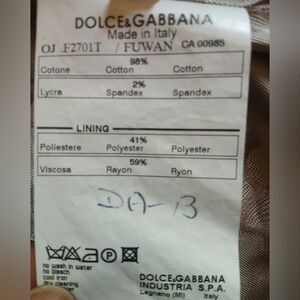 DOLCE&GABBANA
Made in Italy
OJ .F2701T / FUWAN CA 00985
98%
Cotone Cotton Cotton
2%
Lycra Spandex Spandex
LINING
41%
Poliestere Polyester Polyester
59%
Viscosa Rayon Ryon
DA-13
A P
no wash in water
no bleach
cool iron
dry cleaning
DOLCE&GABBANA
INDUSTRIA S.P.A.
Legnano (MI) Italy